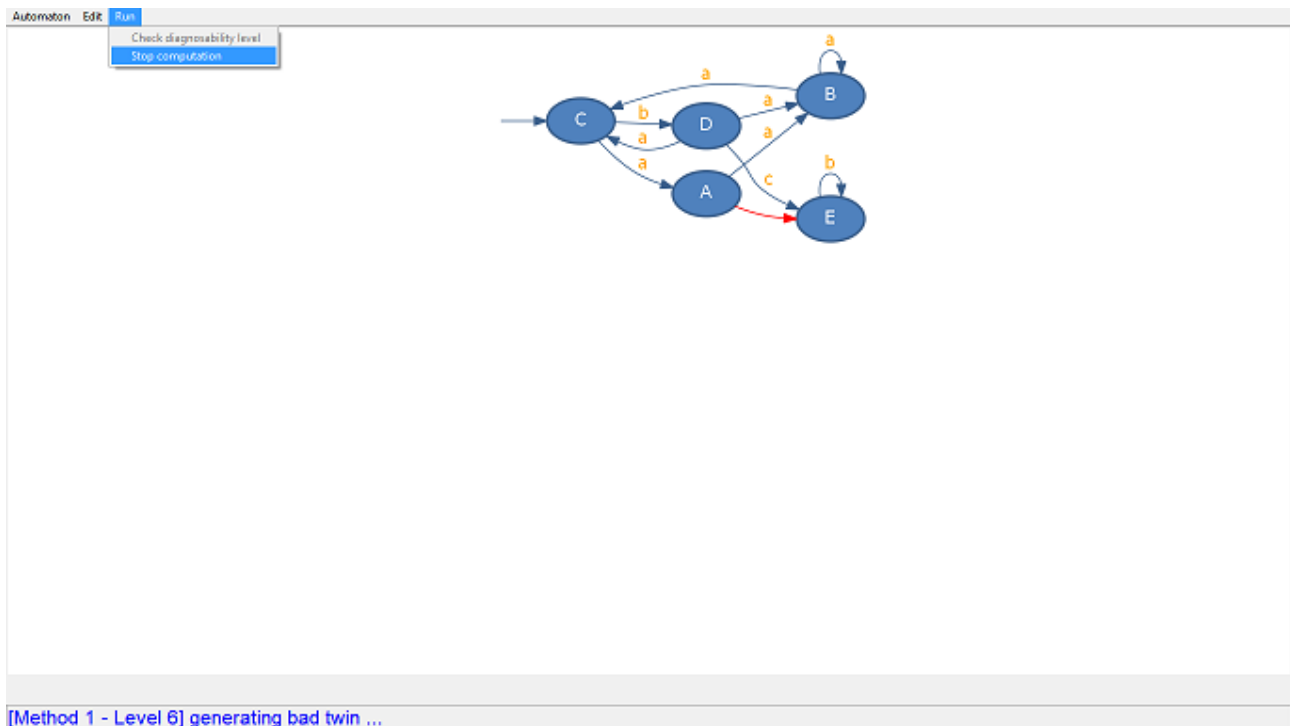 Automaton Edit Run
Check diagnosability level
Stop computation
a
a
B
C
b
D
a
a
a
a
b
c
A
E
[Method 1 - Level 6] generating bad twin ...